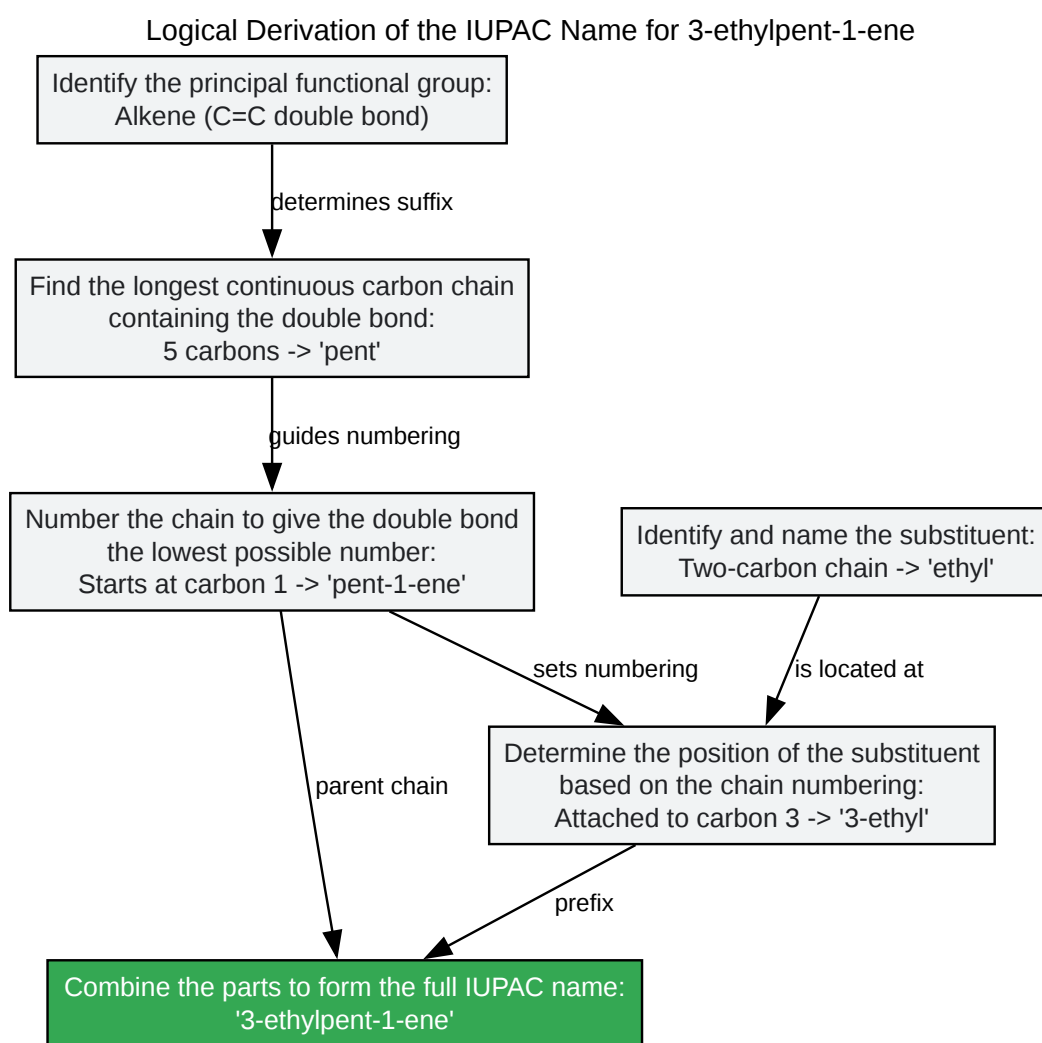 Logical Derivation of the IUPAC Name for 3-ethylpent-1-ene
Identify the principal functional group:
Alkene (C=C double bond)
determines suffix
Find the longest continuous carbon chain
containing the double bond:
5 carbons -> 'pent'
guides numbering
Number the chain to give the double bond
the lowest possible number:
Starts at carbon 1 -> 'pent-1-ene'
Identify and name the substituent:
Two-carbon chain -> 'ethyl'
sets numbering
is located at
Determine the position of the substituent
based on the chain numbering:
Attached to carbon 3 -> '3-ethyl'
parent chain
prefix
Combine the parts to form the full IUPAC name:
'3-ethylpent-1-ene'